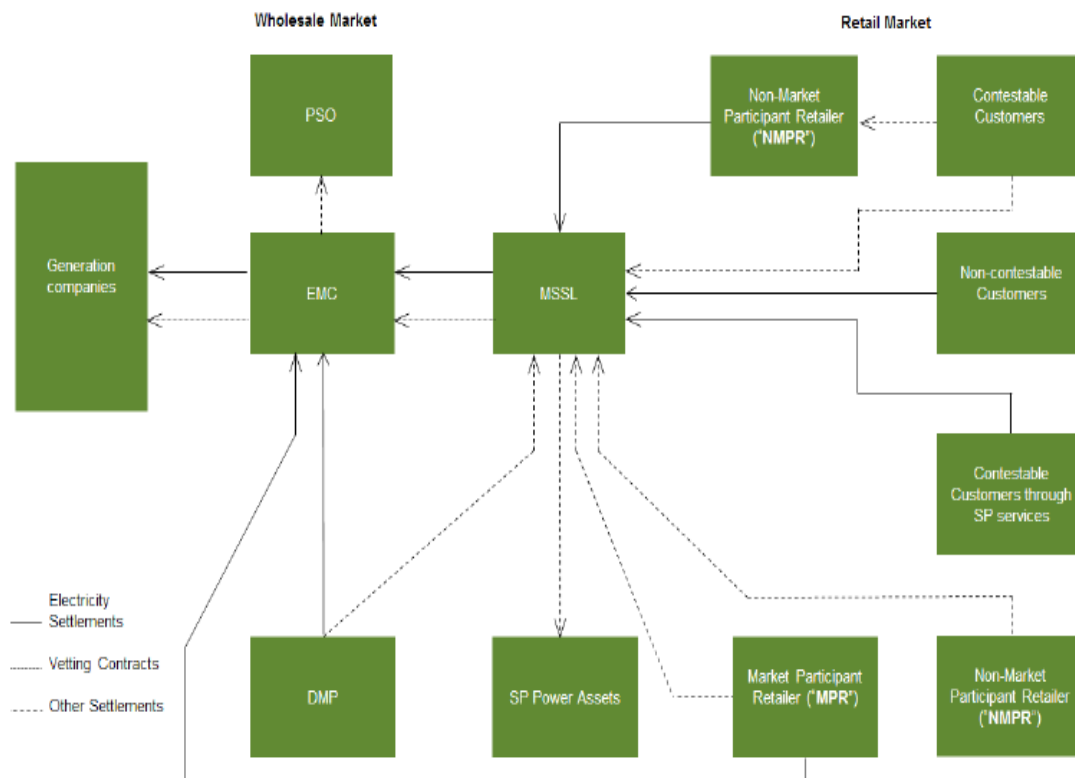 Wholesale Market
Retail Market
PSO
Non-Market
Participant Retailer
("NMPR")
Contestable
Customers
Generation
companies
EMC
MSSL
Non-contestable
Customers
Contestable
Customers through
SP services
Electricity
Settlements
Vetting Contracts
Other Settlements
DMP
SP Power Assets
Market Participant
Retailer ("MPR")
Non-Market
Participant Retailer
("NMPR")